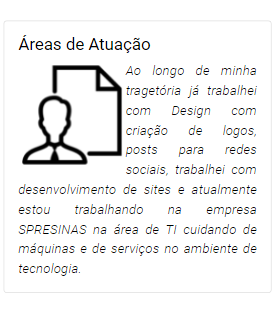 Áreas de Atuação
Ao longo de minha
tragetória já trabalhei
com Design com
criação de logos,
posts para redes
sociais, trabalhei com
desenvolvimento de sites e atualmente
estou trabalhando na empresa
SPRESINAS na área de TI cuidando de
máquinas e de serviços no ambiente de
tecnologia.